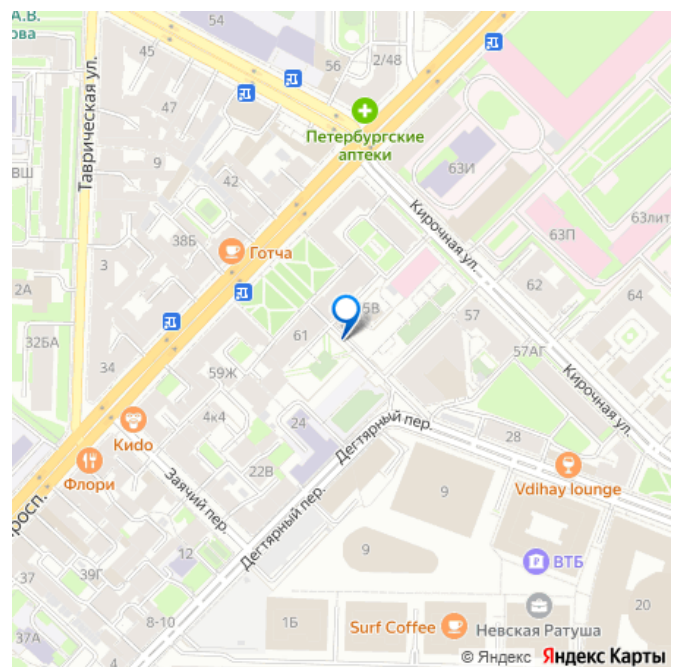 А.В.
ова
54
45
56
2/48
Таврическая ул.
47
Петербургские
аптеки
9
ВШ
42
63И
Кирочная ул.
63лит
63П
38Б
Готча
3
2А
62
64
5В
57
32БА
61
34
57АГ
59Ж
4к4
Кидо
24
Дегтярный пер.
Кирочная ул.
28
Флори
22В
Заячий пер.
9
Vdihay lounge
росп.
Дегтярный пер.
12
9
ВТБ
37
39Г
8-10
1Б
20
37А
Surf Coffee
Невская Ратуша
© Яндекс Яндекс Карты